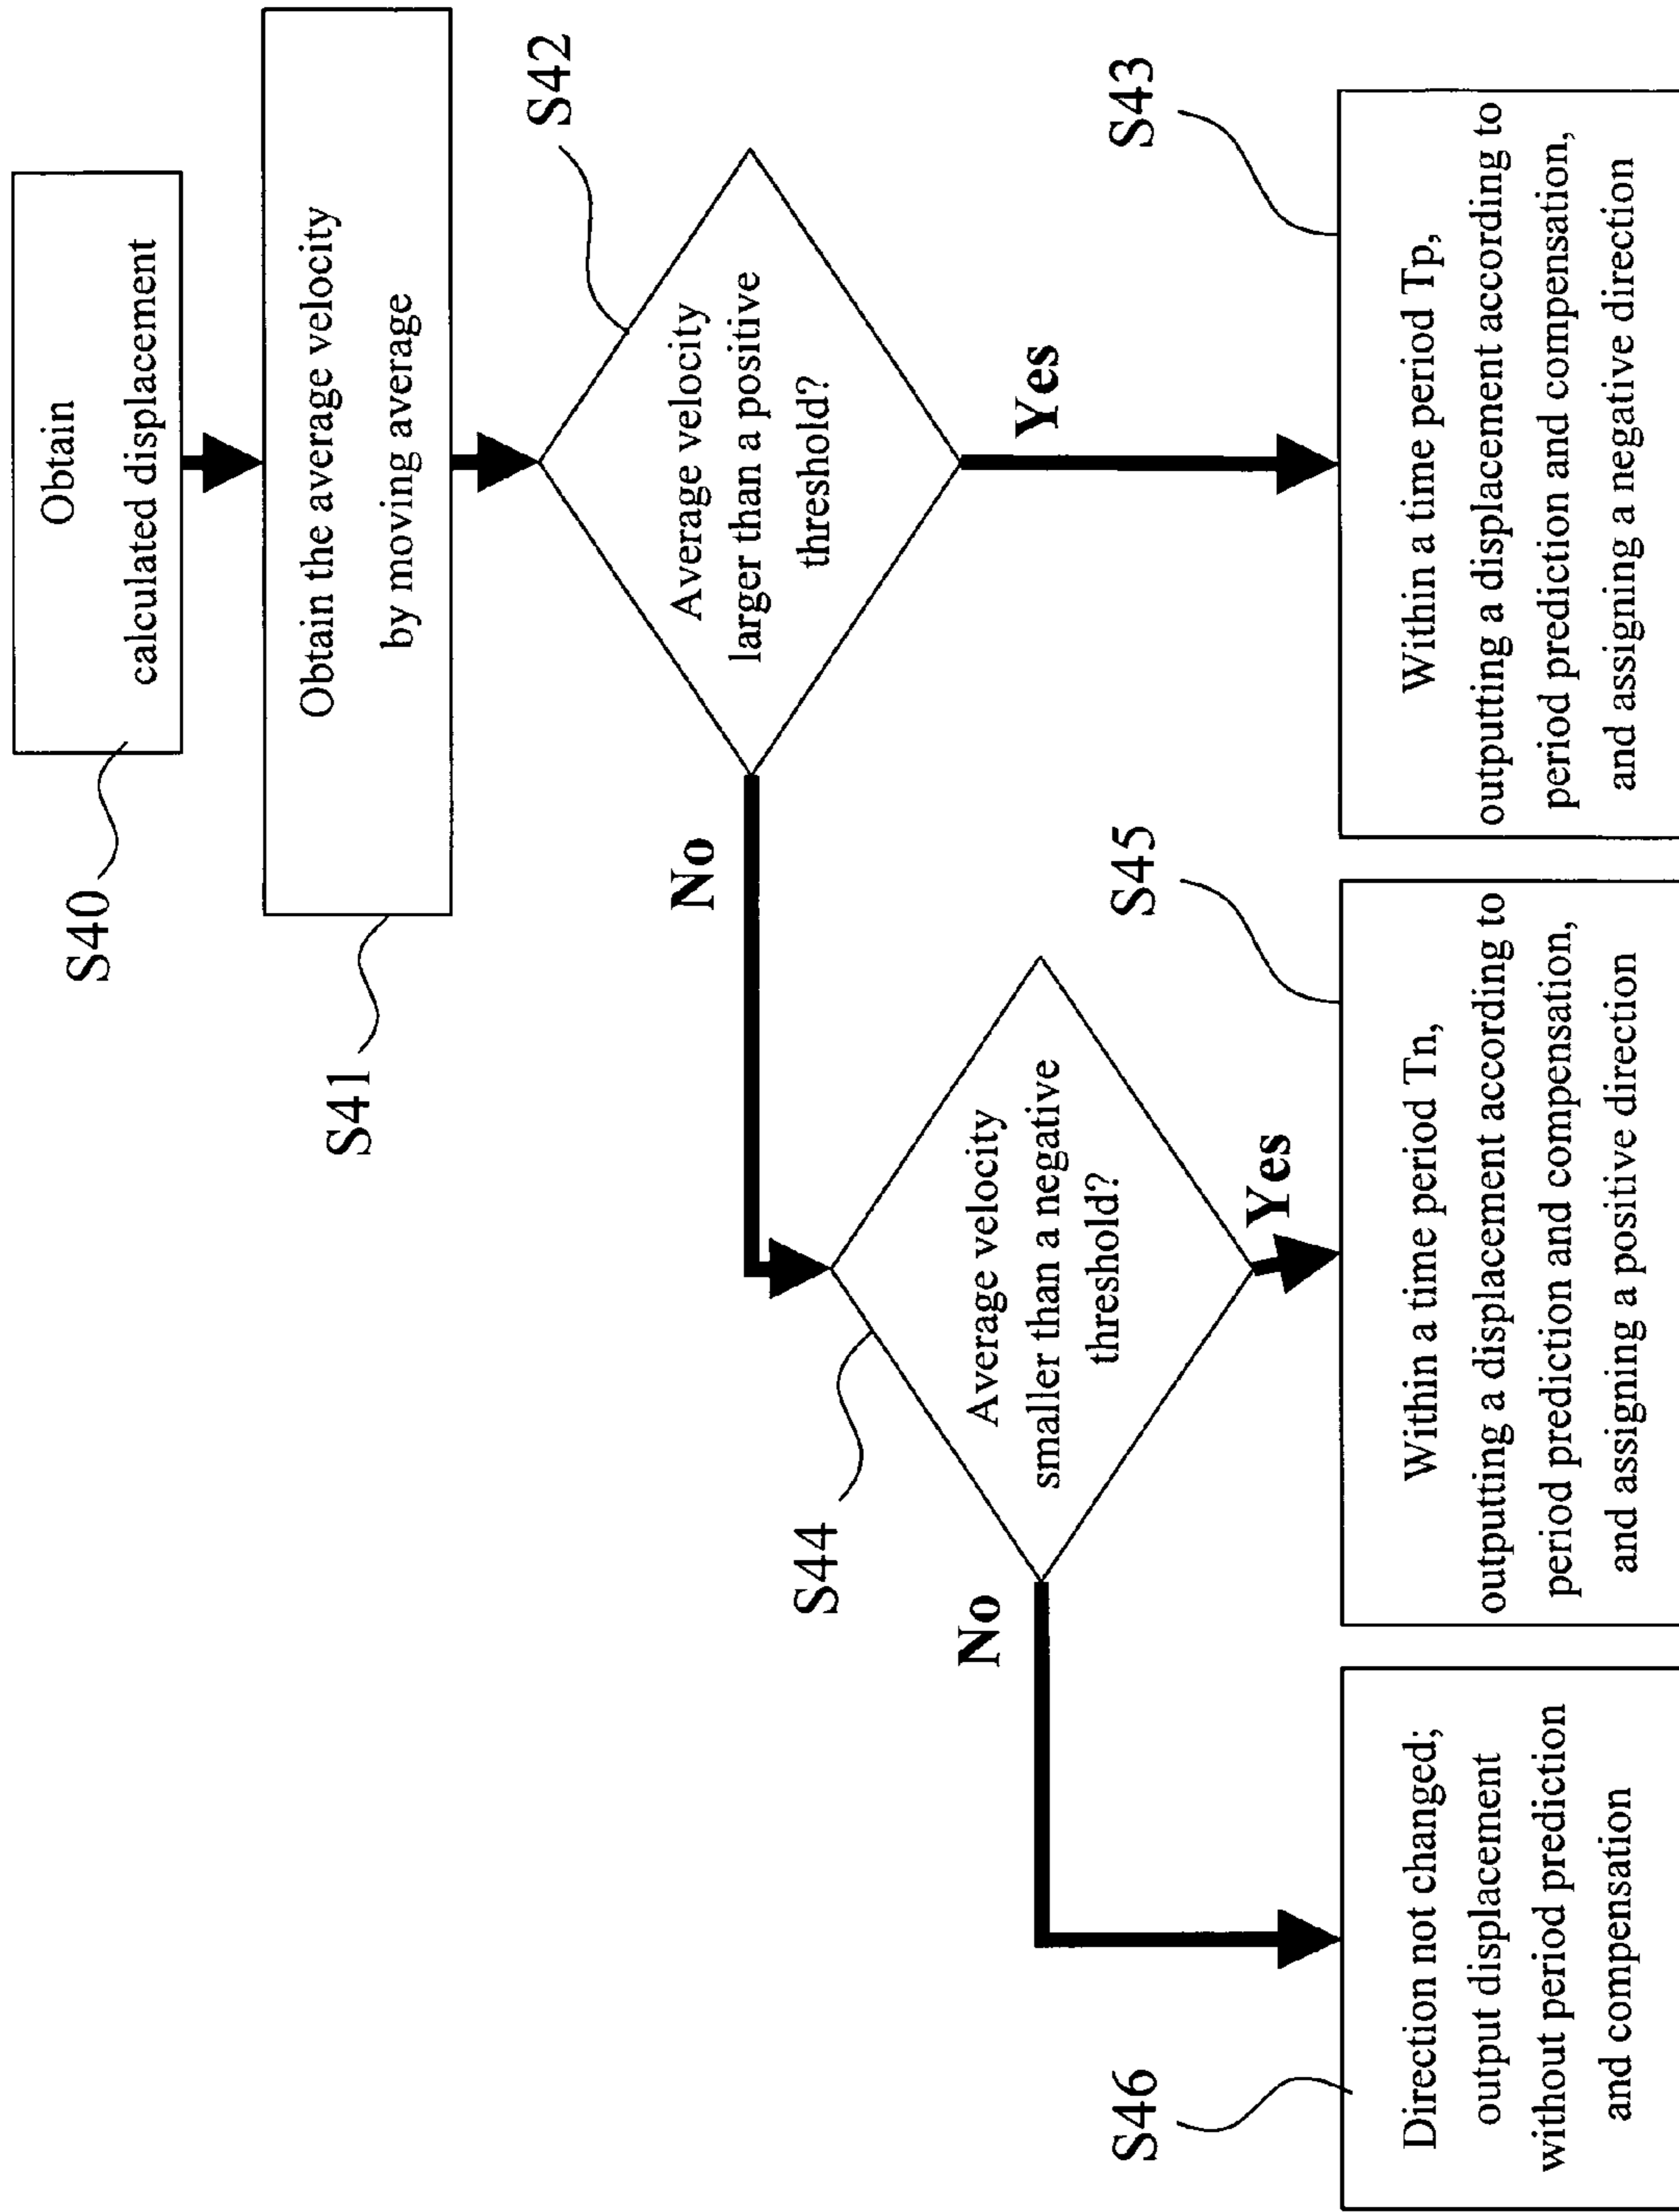 S40
Obtain
calculated displacement
S41
Obtain the average velocity
by moving average
S42
Average velocity
larger than a positive
threshold?
No
Yes
S44
Average velocity
smaller than a negative
threshold?
No
Yes
S46
Direction not changed;
output displacement
without period prediction
and compensation
S45
Within a time period Tn,
outputting a displacement according to
period prediction and compensation,
and assigning a positive direction
S43
Within a time period Tp,
outputting a displacement according to
period prediction and compensation,
and assigning a negative direction